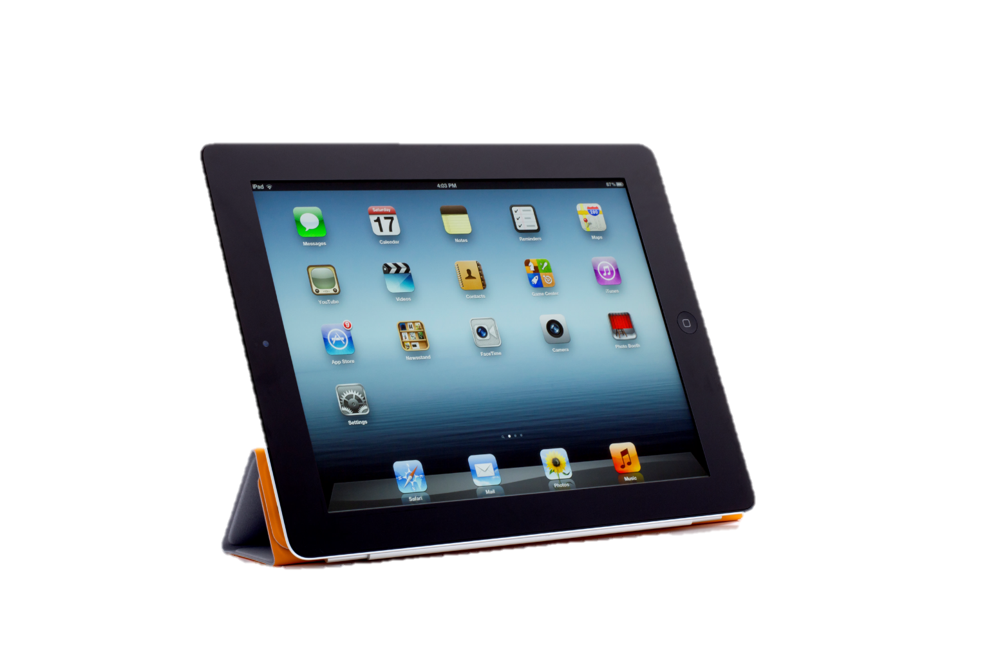 iPad 4:03 PM 87%
Saturday
17
280
Messages Calendar Notes Reminders Maps
YouTube Videos Contacts Game Center iTunes
9
App Store Newsstand FaceTime Camera Photo Booth
Settings
Safari Mail Photos Music